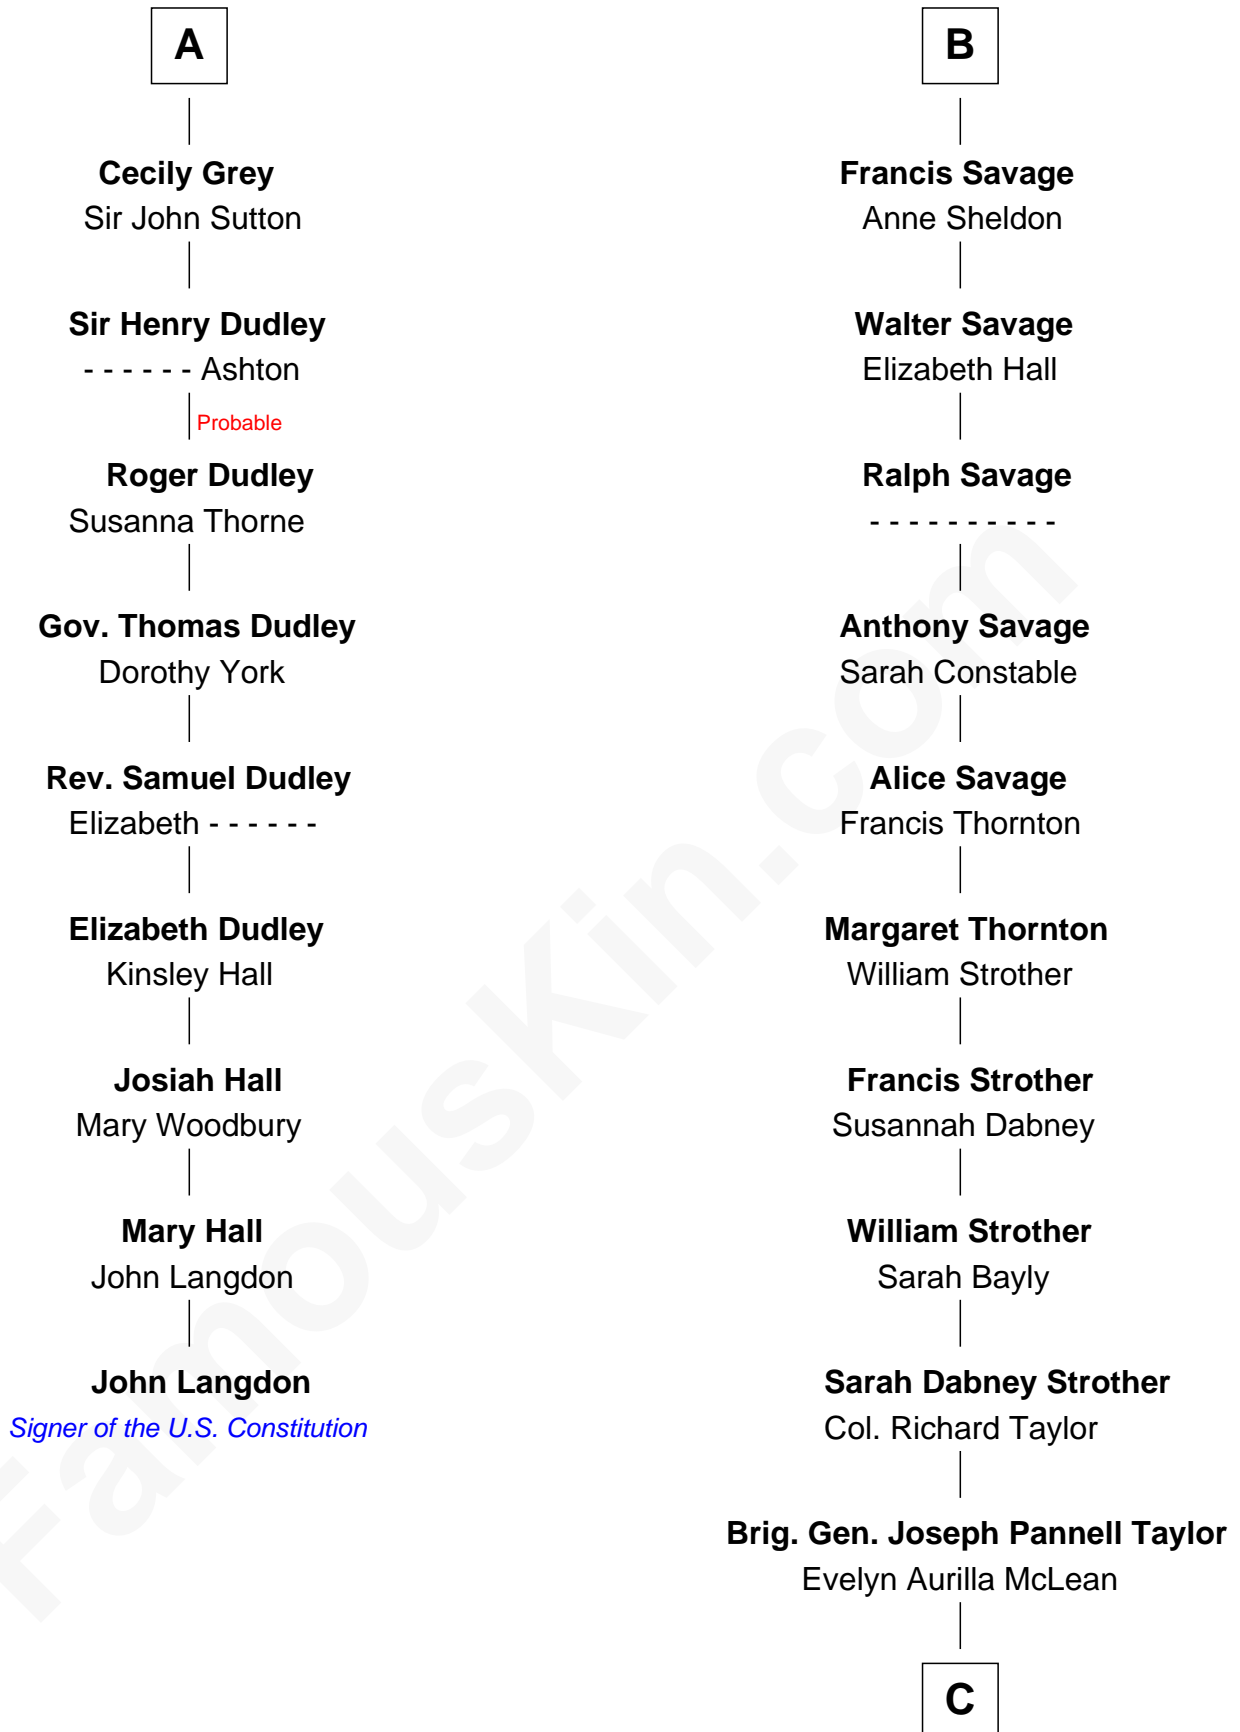 A
Cecily Grey
Sir John Sutton
Sir Henry Dudley
- - - - - - Ashton
Probable
Roger Dudley
Susanna Thorne
Gov. Thomas Dudley
Dorothy York
Rev. Samuel Dudley
Elizabeth - - - - - -
Elizabeth Dudley
Kinsley Hall
Josiah Hall
Mary Woodbury
Mary Hall
John Langdon
John Langdon
Signer of the U.S. Constitution
B
Francis Savage
Anne Sheldon
Walter Savage
Elizabeth Hall
Ralph Savage
- - - - - - - - - -
Anthony Savage
Sarah Constable
Alice Savage
Francis Thornton
Margaret Thornton
William Strother
Francis Strother
Susannah Dabney
William Strother
Sarah Bayly
Sarah Dabney Strother
Col. Richard Taylor
Brig. Gen. Joseph Pannell Taylor
Evelyn Aurilla McLean
C
FamousKin.com